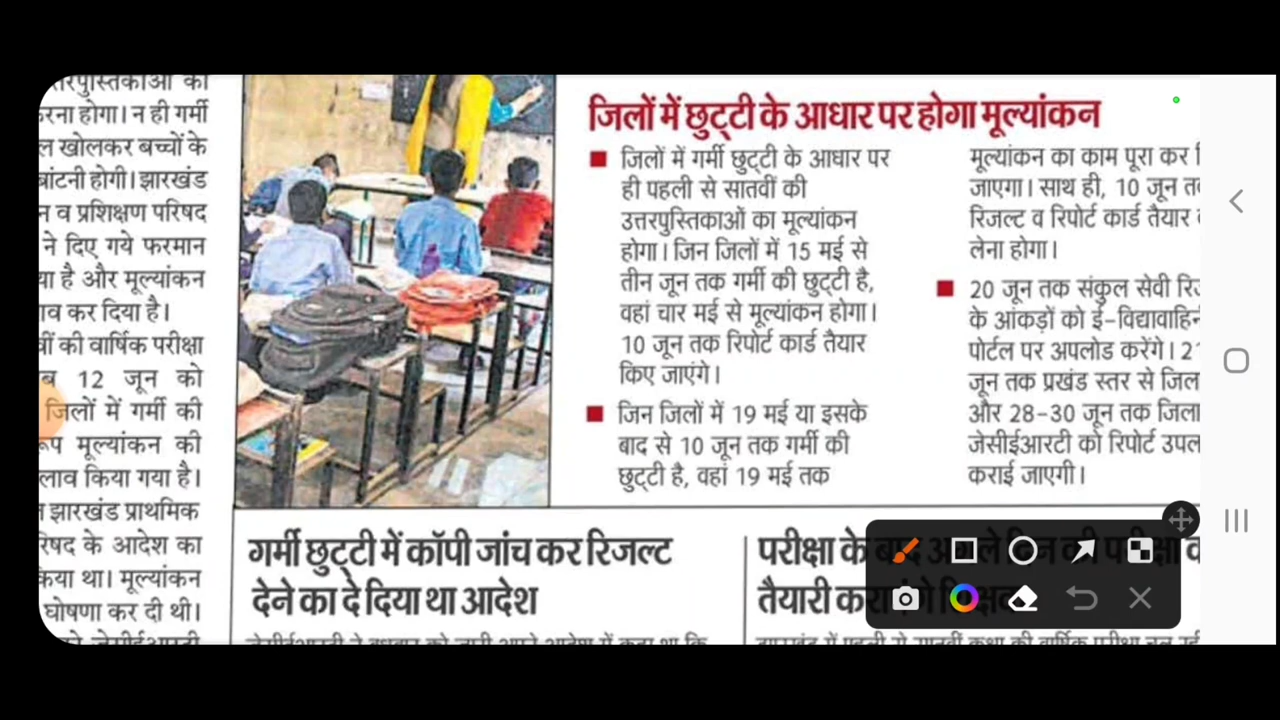 रना होगा। न ही गर्मी
ल खोलकर बच्चों के
बांटनी होगी। झारखंड
न व प्रशिक्षण परिषद
ने दिए गये फरमान
या है और मूल्यांकन
कर दिया है।
की वार्षिक परीक्षा
12 जून को
जिलों में गर्मी की
मूल्यांकन की
किया गया है।
झारखंड प्राथमिक
के आदेश का
किया था। मूल्यांकन
घोषणा कर दी थी।
जिलों में छुट्टी के आधार पर होगा मूल्यांकन
जिलों में गर्मी छुट्टी के आधार पर
ही पहली से सातवीं की
उत्तरपुस्तिकाओं का मूल्यांकन
होगा। जिन जिलों में 15 मई से
तीन जून तक गर्मी की छुट्टी है,
वहां चार मई से मूल्यांकन होगा।
10 जून तक रिपोर्ट कार्ड तैयार
किए जाएंगे।
जिन जिलों में 19 मई या इसके
बाद से 10 जून तक गर्मी की
छुट्टी है, वहां 19 मई तक
मूल्यांकन का काम पूरा कर
जाएगा। साथ ही, 10 जून
रिजल्ट व रिपोर्ट कार्ड तैयार
लेना होगा।
20 जून तक संकुल सेवी
के आंकड़ों को
पोर्टल पर अपलोड करेंगे।
जून तक प्रखंड स्तर से
और 28-30 जून तक जिला
जेसीईआरटी को रिपोर्ट
कराई जाएगी।
गर्मी छुट्टी में कॉपी जांच कर रिजल्ट
देने का दे दिया था आदेश
परीक्षा के
तैयारी